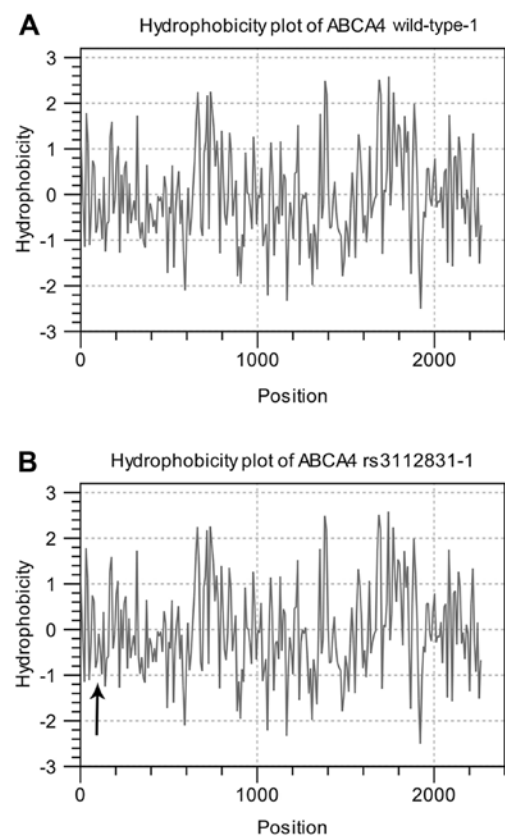 A
Hydrophobicity plot of ABCA4 wild-type-1
3
2
1
0
-1
-2
-3
Hydrophobicity
0
1000
2000
Position
B
Hydrophobicity plot of ABCA4 rs3112831-1
3
2
1
0
-1
-2
-3
Hydrophobicity
0
1000
2000
Position